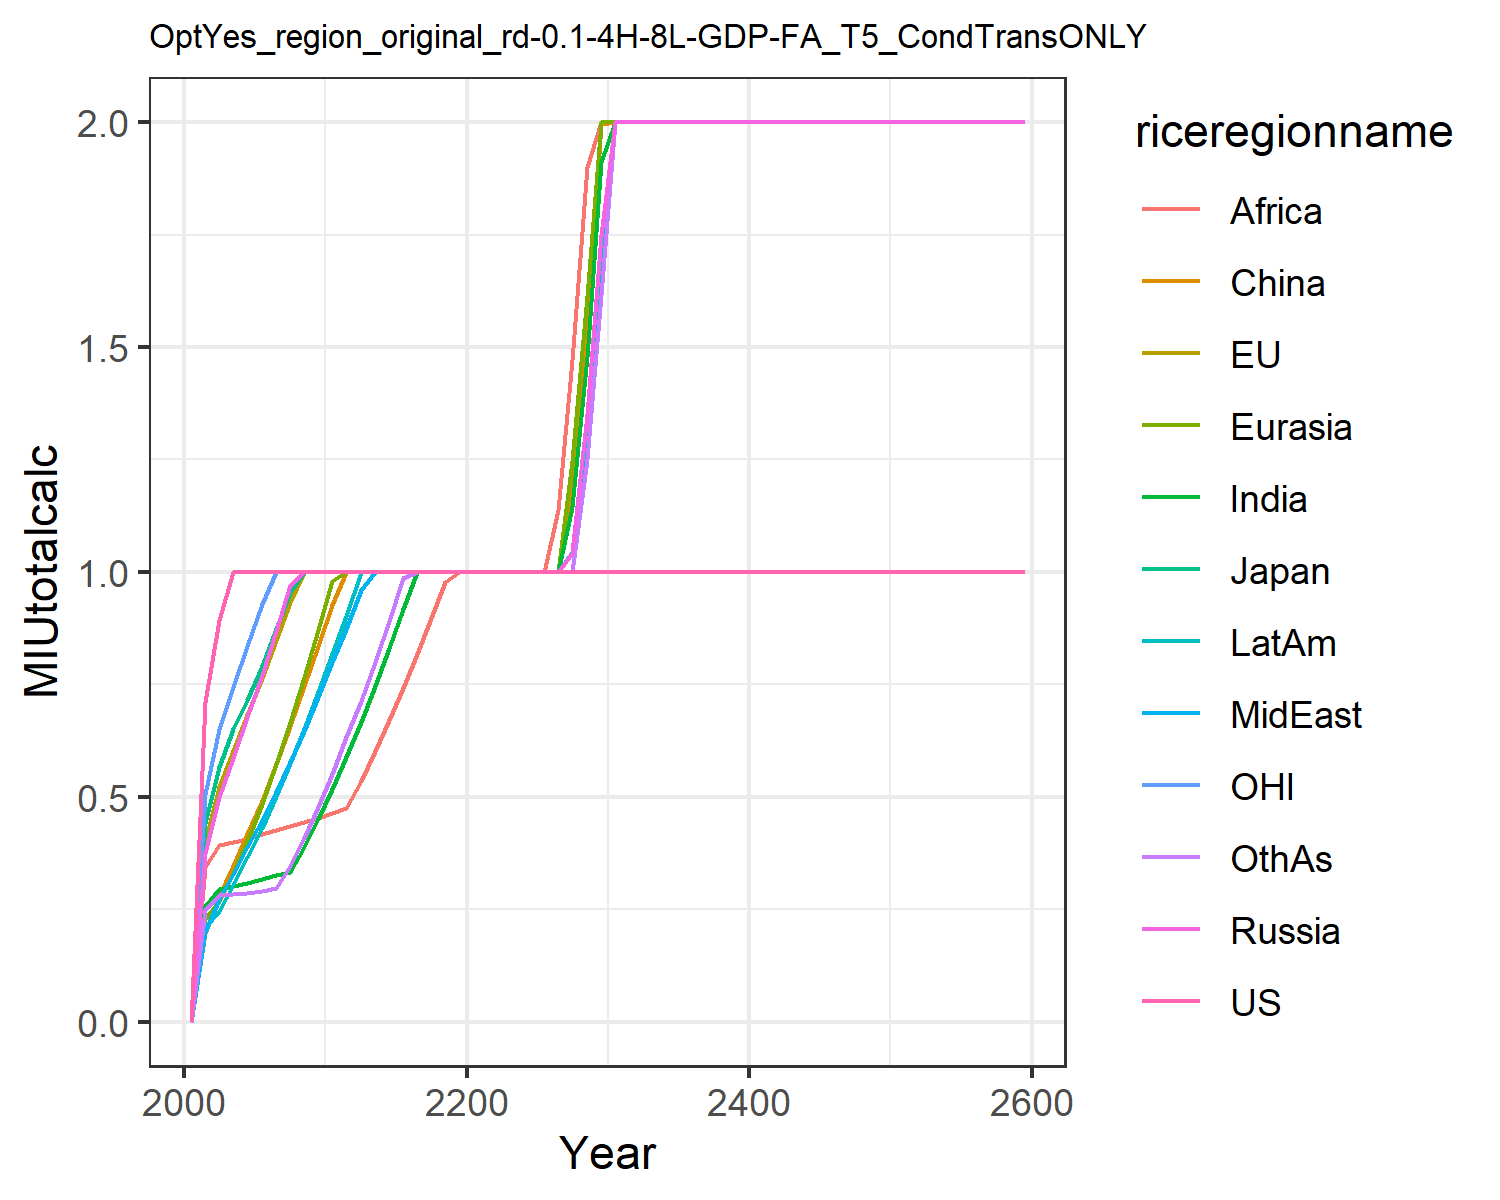 OptYes_region_original_rd-0.1-4H-8L-GDP-FA_T5_CondTransONLY
2.0
1.5
1.0
0.5
0.0
MIUtotalcalc
2000 2200 2400 2600
Year
riceregionname
Africa
China
EU
Eurasia
India
Japan
LatAm
MidEast
OHI
OthAs
Russia
US